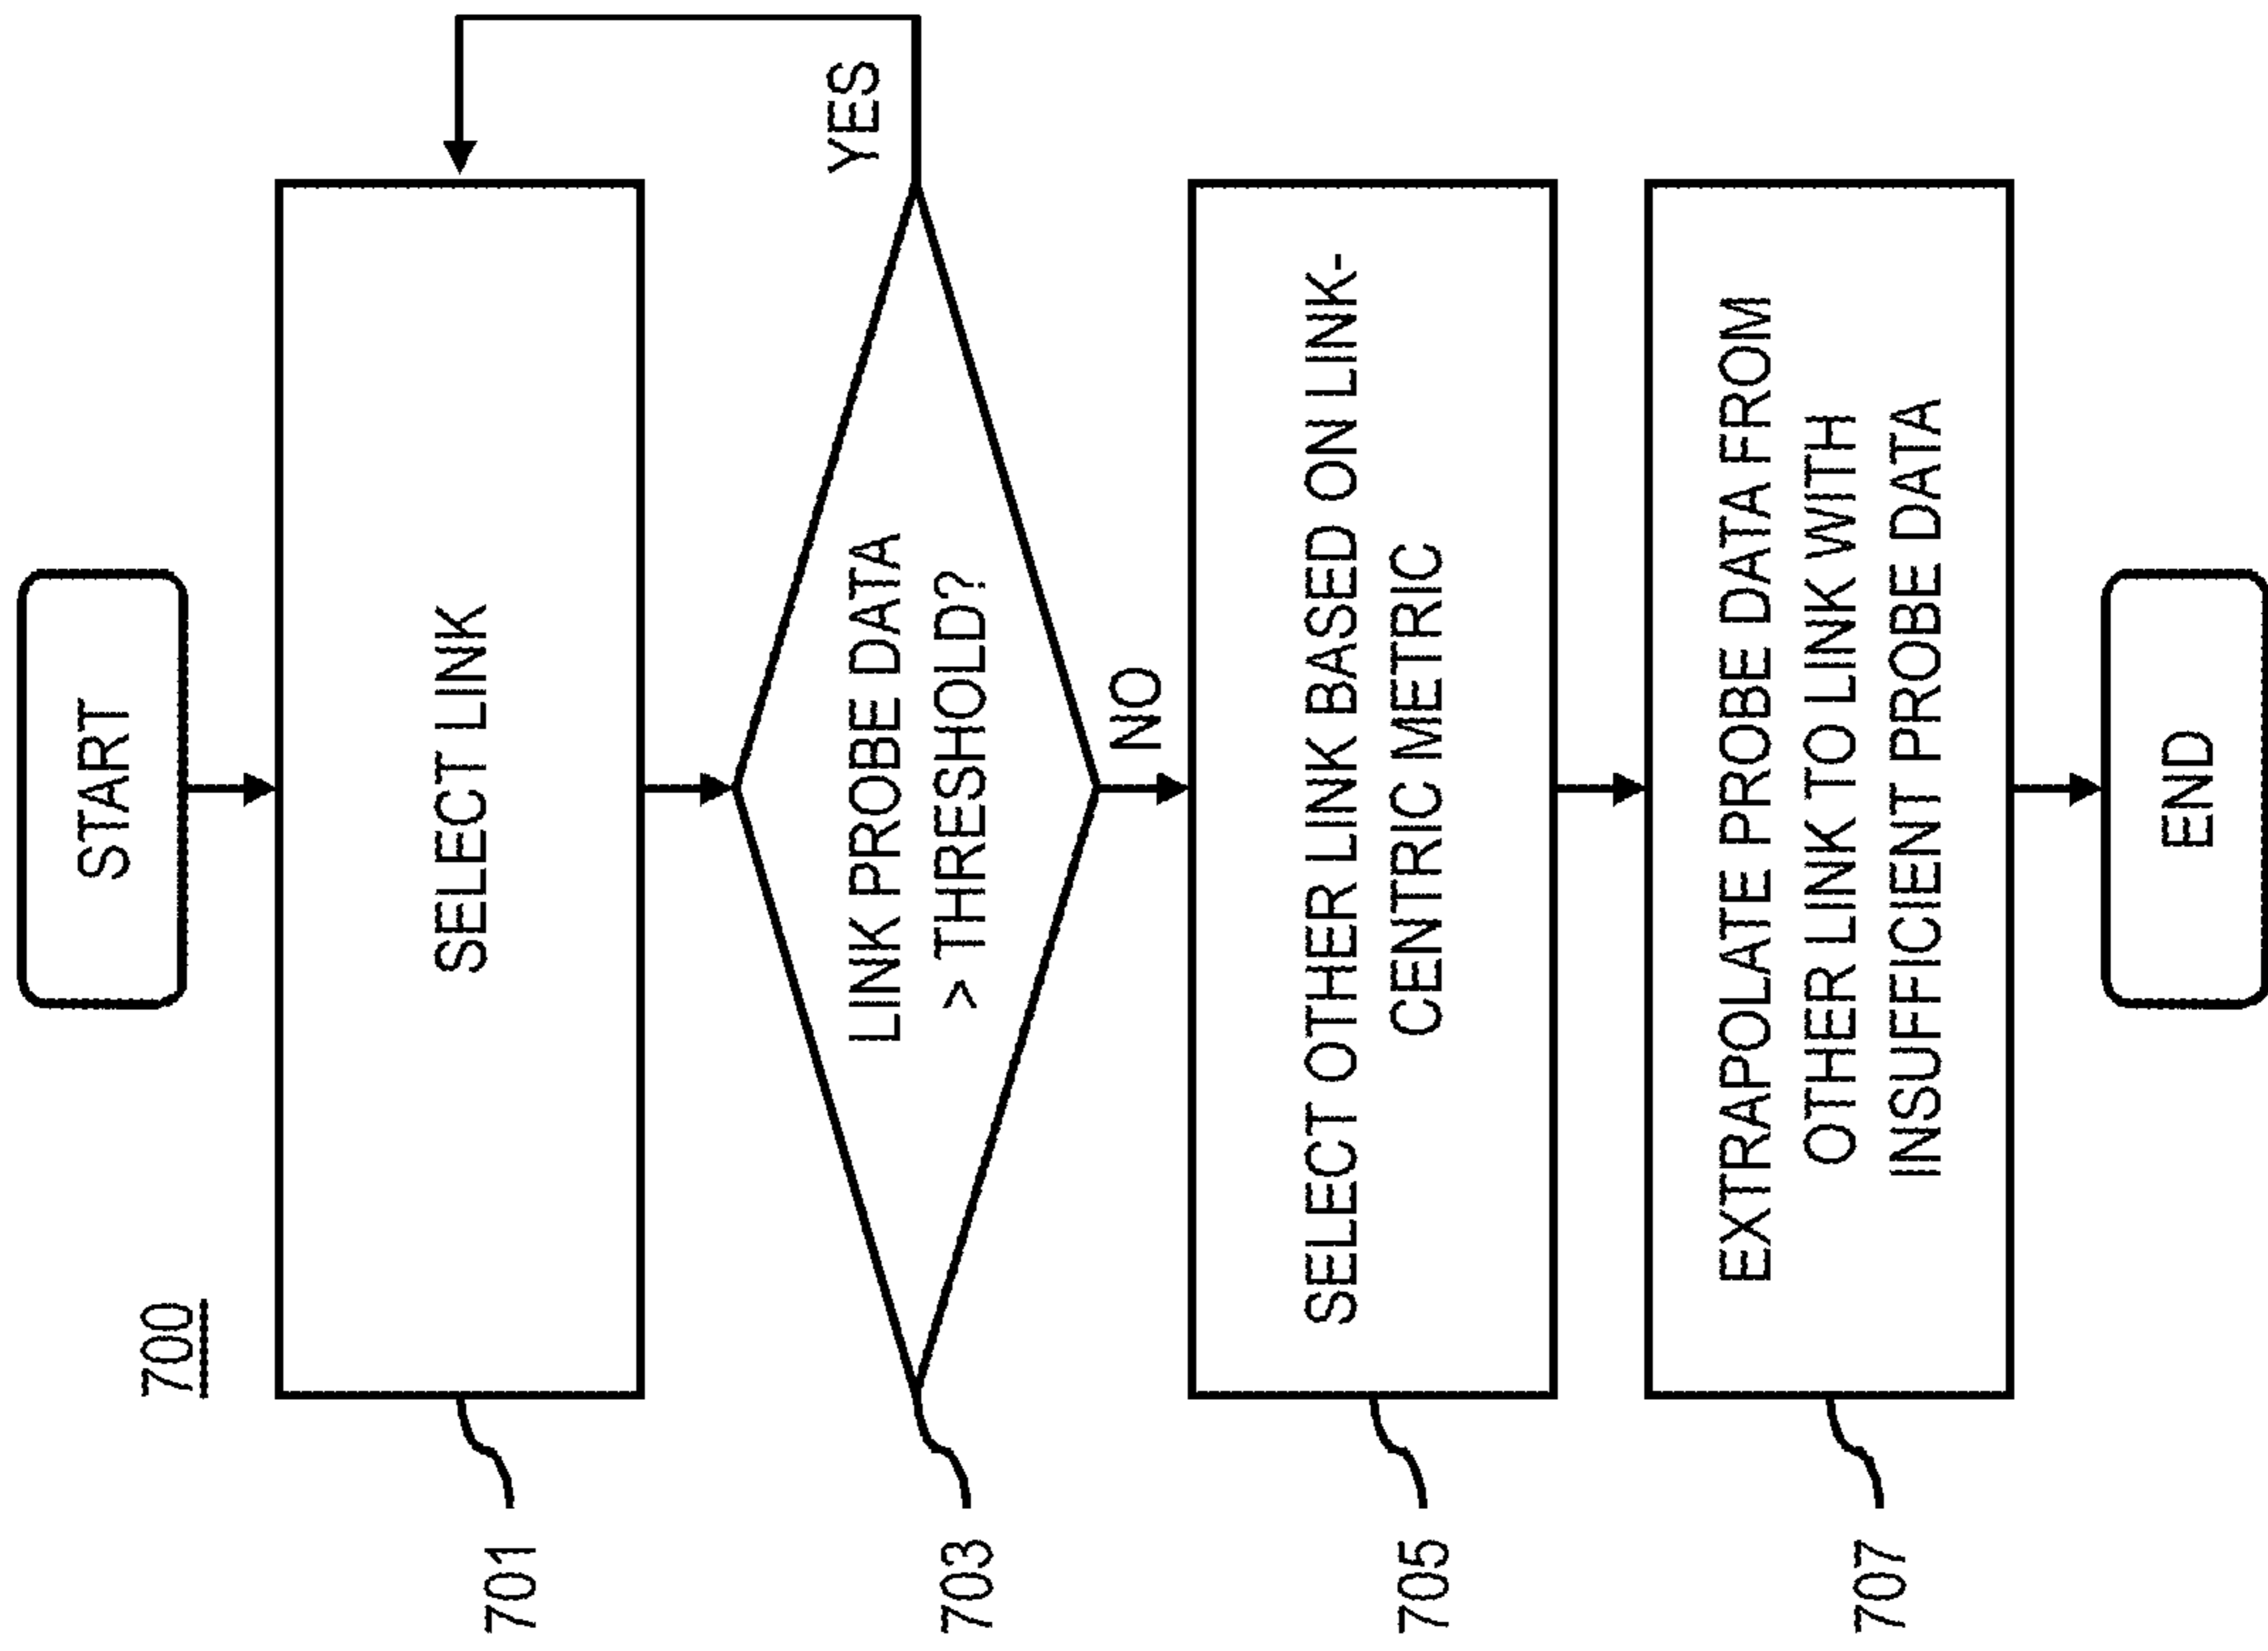 700
START
701
SELECT LINK
703
LINK PROBE DATA
> THRESHOLD?
YES
NO
705
SELECT OTHER LINK BASED ON LINK-
CENTRIC METRIC
707
EXTRAPOLATE PROBE DATA FROM
OTHER LINK TO LINK WITH
INSUFFICIENT PROBE DATA
END